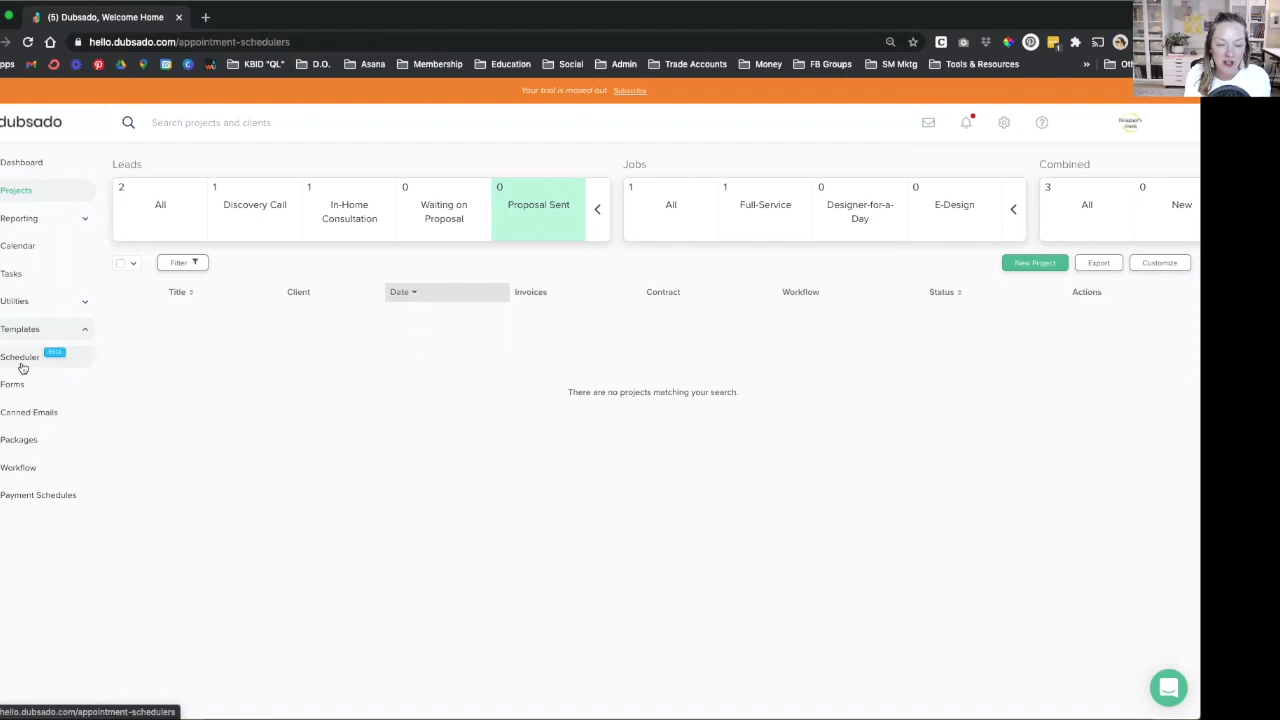 (5) Dubsado, Welcome Home
hello.dubsado.com/appointment-schedulers
pps
KBID "QL"
D.O.
Asana
Membership
Education
Social
Admin
Trade Accounts
Money
FB Groups
SM Mktg
Tools & Resources
»
Your trial is maxed out Subscribe
dubsado
Search projects and clients
Designer's
Dashboard
Projects
Reporting
Calendar
Tasks
Utilities
Templates
Scheduler BETA
Forms
Canned Emails
Packages
Workflow
Payment Schedules
Leads
2 All
1 Discovery Call
1 In-Home
Consultation
0 Waiting on
Proposal
0 Proposal Sent
Jobs
1 All
1 Full-Service
0 Designer-for-a-
Day
0 E-Design
Combined
3 All
0 New
Filter
New Project
Export
Customize
Title Client Date Invoices Contract Workflow Status Actions
There are no projects matching your search.
hello.dubsado.com/appointment-schedulers